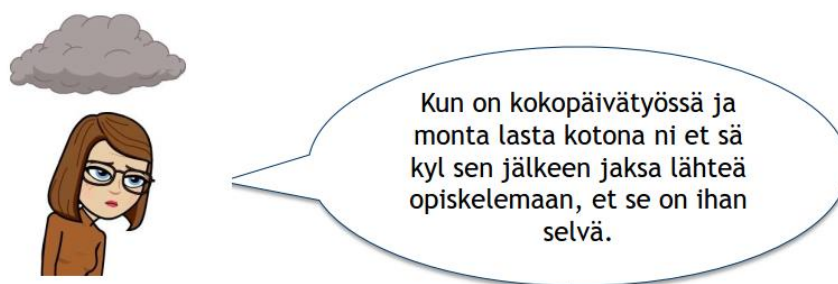 Kun on kokopäivätyössä ja
monta lasta kotona ni et sä
kyl sen jälkeen jaksa lähteä
opiskelemaan, et se on ihan
selvä.